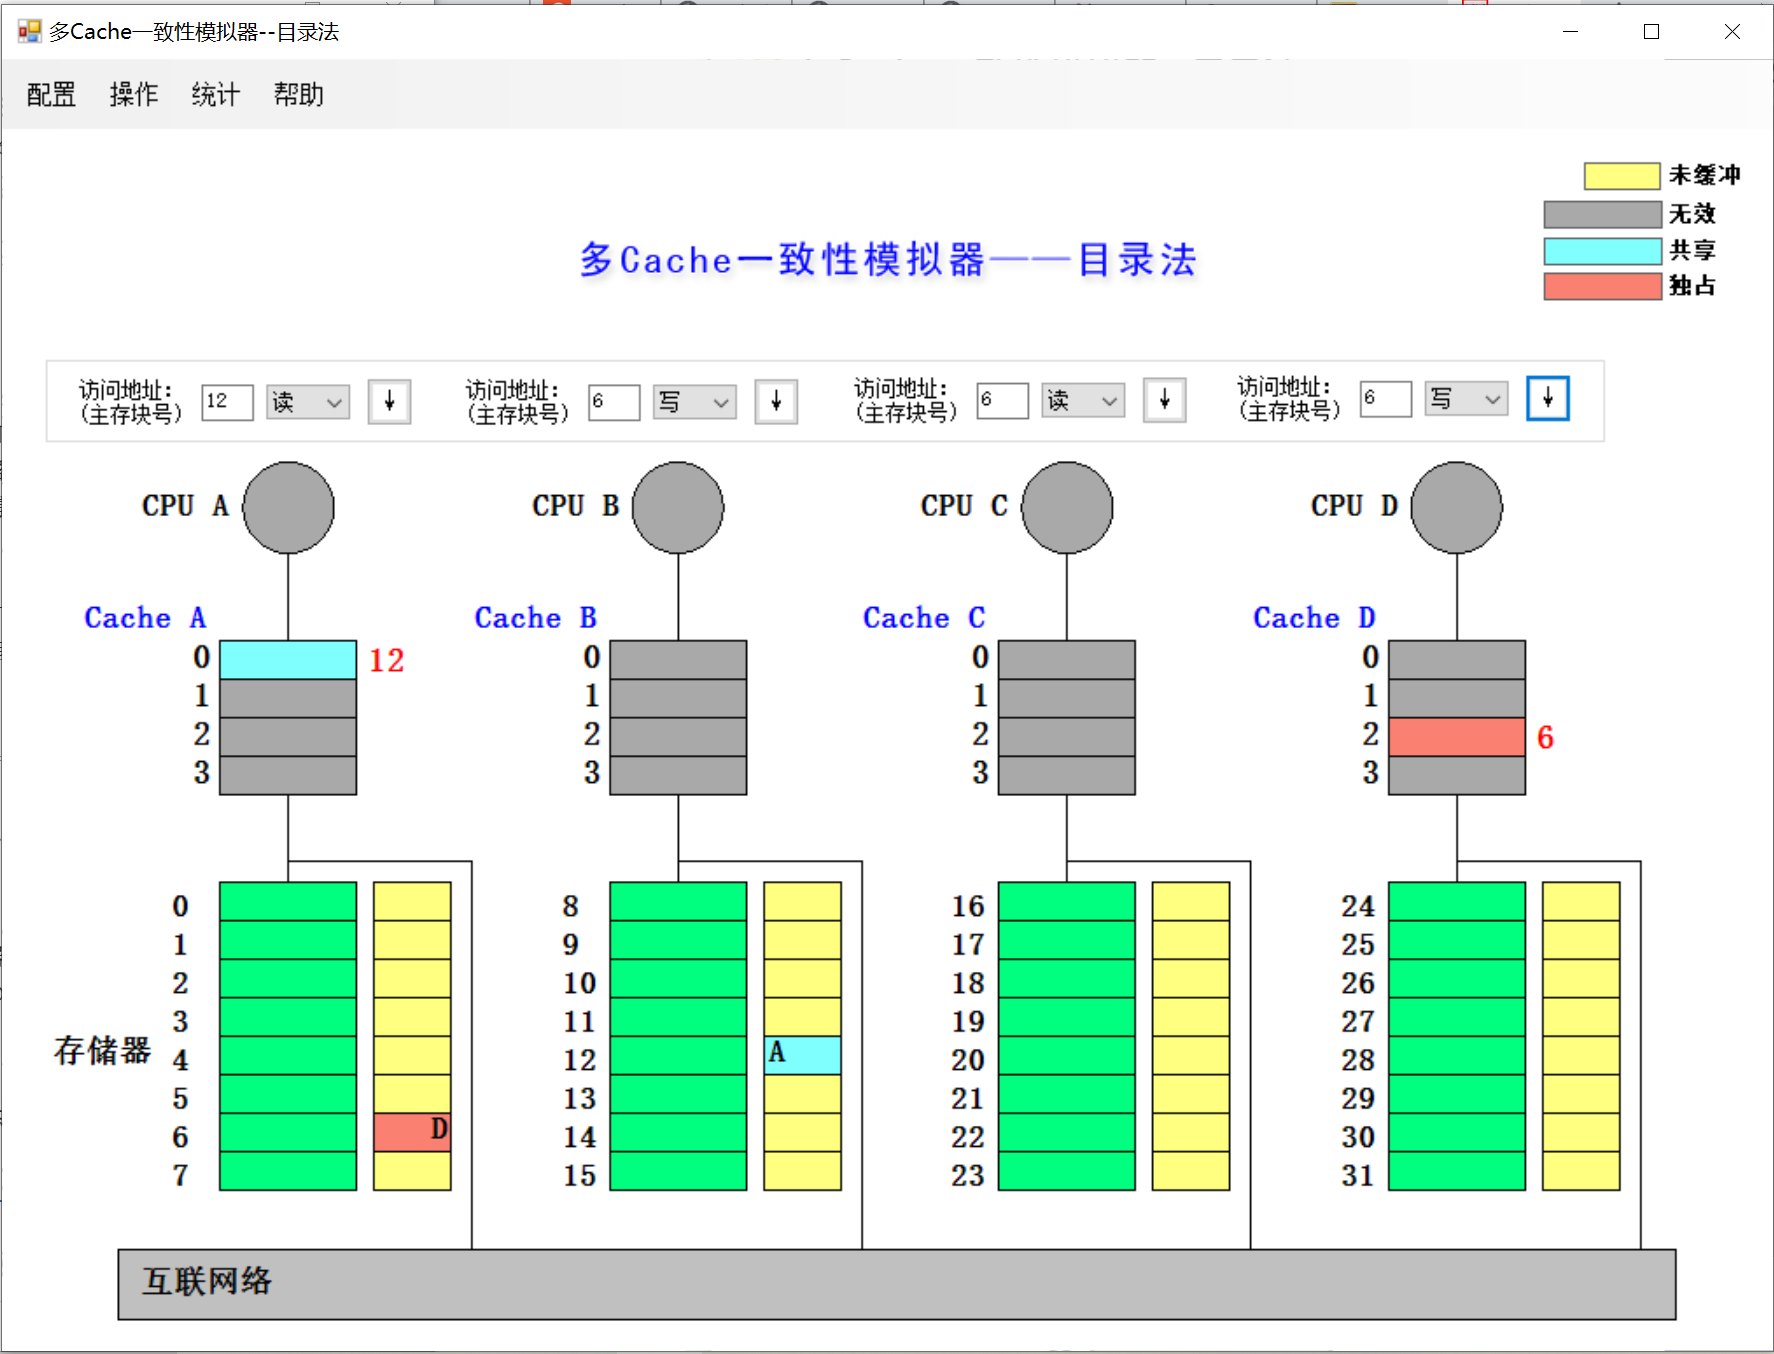 多Cache一致性模拟器--目录法
配置 操作 统计 帮助
未缓冲
无效
共享
独占
多Cache一致性模拟器——目录法
访问地址: (主存块号) 12 读 ↓
访问地址: (主存块号) 6 写 ↓
访问地址: (主存块号) 6 读 ↓
访问地址: (主存块号) 6 写 ↓
CPU A CPU B CPU C CPU D
Cache A Cache B Cache C Cache D
0 12 0 0 0
1 1 1 1
2 2 2 2 6
3 3 3 3
0 8 16 24
1 9 17 25
2 10 18 26
3 11 19 27
存储器 4 12 A 20 28
5 13 21 29
6 D 14 22 30
7 15 23 31
互联网络